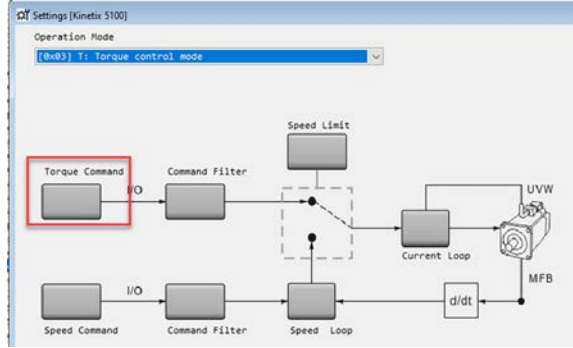 Settings [Kinetix 5100]
Operation Mode
[0x03] T: Torque control mode
Speed Limit
Torque Command
I/O
Command Filter
UVW
Current Loop
MFB
I/O
d/dt
Speed Command
Command Filter
Speed Loop